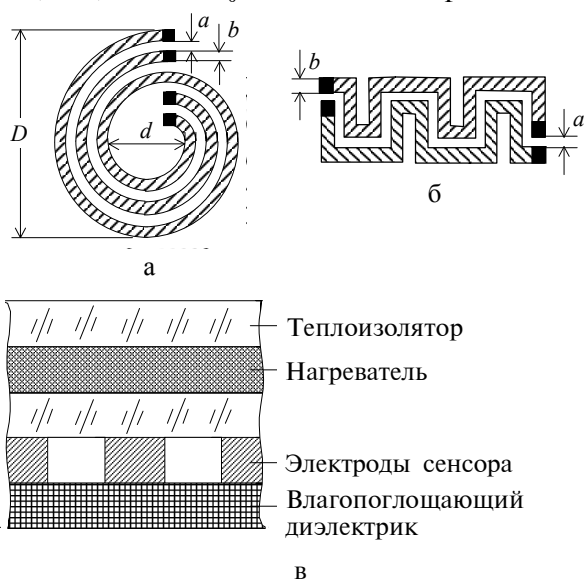 a
b
D
d
а
b
a
б
Теплоизолятор
Нагреватель
Электроды сенсора
Влагопоглощающий
диэлектрик
в